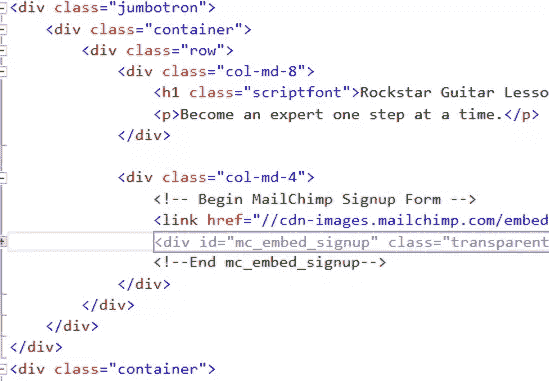 <div class="jumbotron">
<div class="container">
<div class="row">
<div class="col-md-8">
<h1 class="scriptfont">Rockstar Guitar Lesso
<p>Become an expert one step at a time.</p>
</div>
<div class="col-md-4">
<!-- Begin MailChimp Signup Form -->
<link href="//cdn-images.mailchimp.com/embed
<div id="mc_embed_signup" class="transparent
<!--End mc_embed_signup-->
</div>
</div>
</div>
</div>
<div class="container">